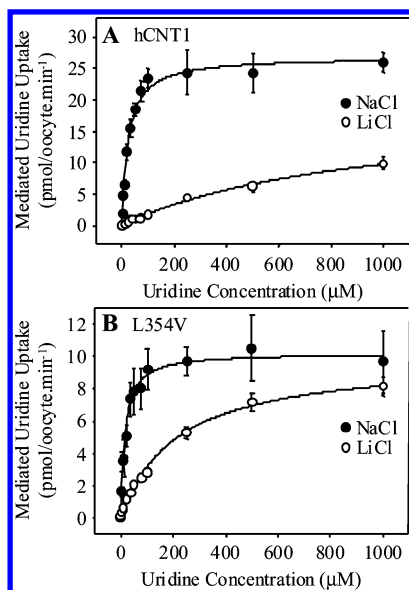 A hCNT1
Mediated Uridine Uptake
(pmol/oocyte.min⁻¹)
30
25
20
15
10
5
0
NaCl
LiCl
0 200 400 600 800 1000
Uridine Concentration (μM)
B L354V
Mediated Uridine Uptake
(pmol/oocyte.min⁻¹)
12
10
8
6
4
2
0
NaCl
LiCl
0 200 400 600 800 1000
Uridine Concentration (μM)